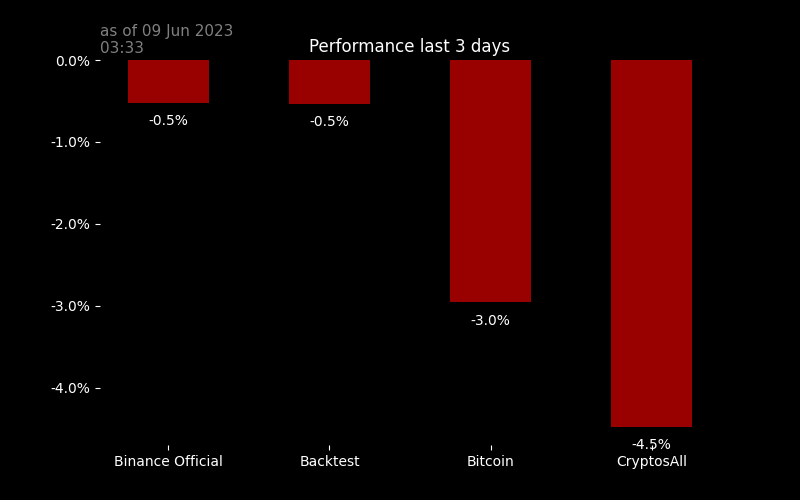 as of 09 Jun 2023
03:33
Performance last 3 days
0.0%
-1.0%
-2.0%
-3.0%
-4.0%
-0.5%
-0.5%
-3.0%
-4.5%
Binance Official
Backtest
Bitcoin
CryptosAll